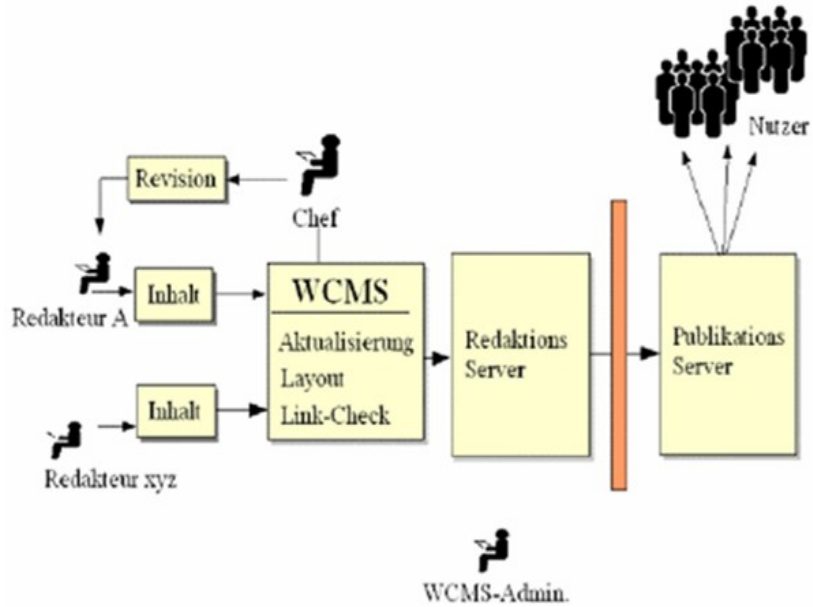 Nutzer
Revision
Chef
Redakteur A
Inhalt
WCMS
Aktualisierung
Layout
Link-Check
Redaktions
Server
Publikations
Server
Inhalt
Redakteur xyz
WCMS-Admin.